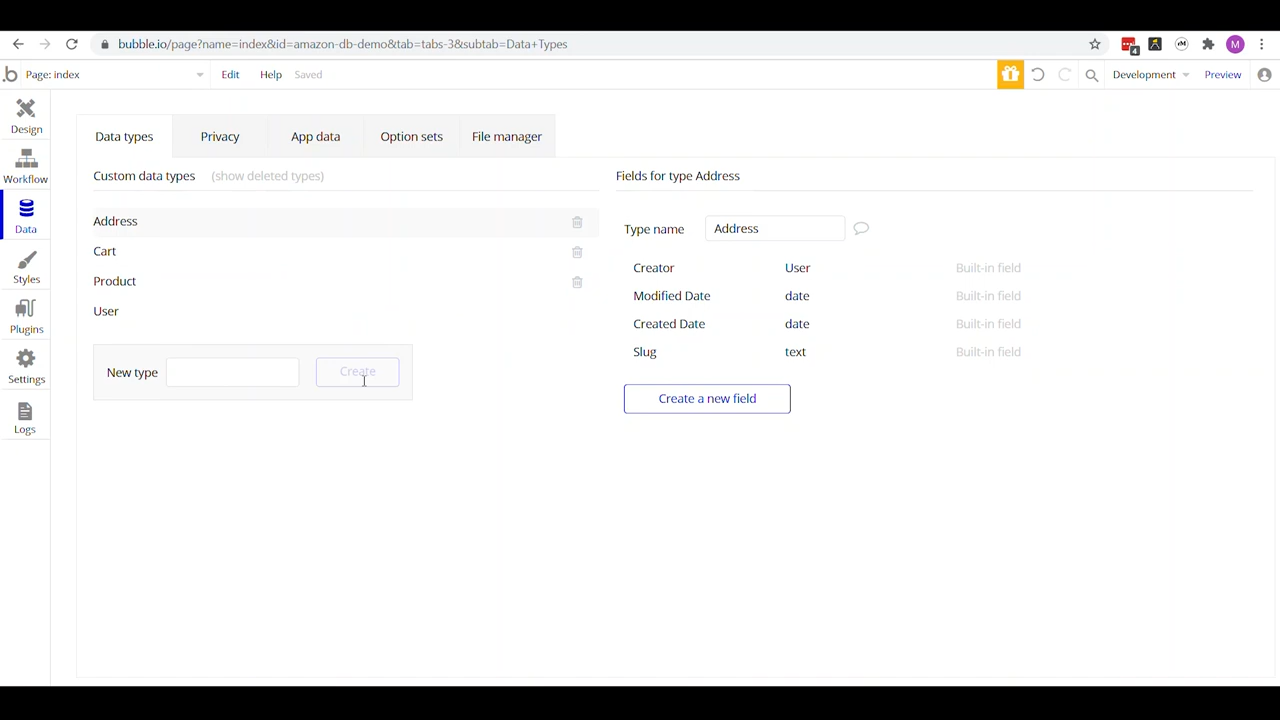 bubble.io/page?name=index&id=amazon-db-demo&tab=tabs-3&subtab=Data+Types
4
M
Page: index
Edit
Help
Saved
Development
Preview
Design
Workflow
Data
Styles
Plugins
Settings
Logs
Data types
Privacy
App data
Option sets
File manager
Custom data types
(show deleted types)
Address
Cart
Product
User
New type
Create
Fields for type Address
Type name
Address
Creator User Built-in field
Modified Date date Built-in field
Created Date date Built-in field
Slug text Built-in field
Create a new field